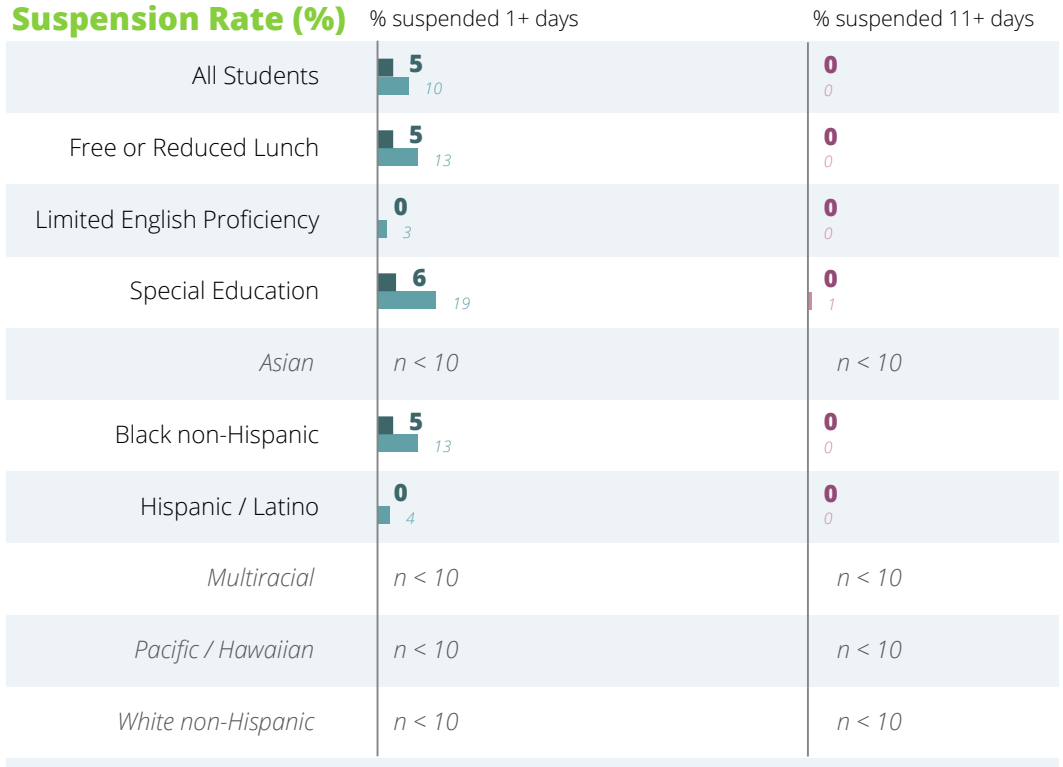 Suspension Rate (%) % suspended 1+ days % suspended 11+ days
All Students 5 0
10 0
Free or Reduced Lunch 5 0
13 0
Limited English Proficiency 0 0
3 0
Special Education 6 0
19 1
Asian n < 10 n < 10
Black non-Hispanic 5 0
13 0
Hispanic / Latino 0 0
4 0
Multiracial n < 10 n < 10
Pacific / Hawaiian n < 10 n < 10
White non-Hispanic n < 10 n < 10